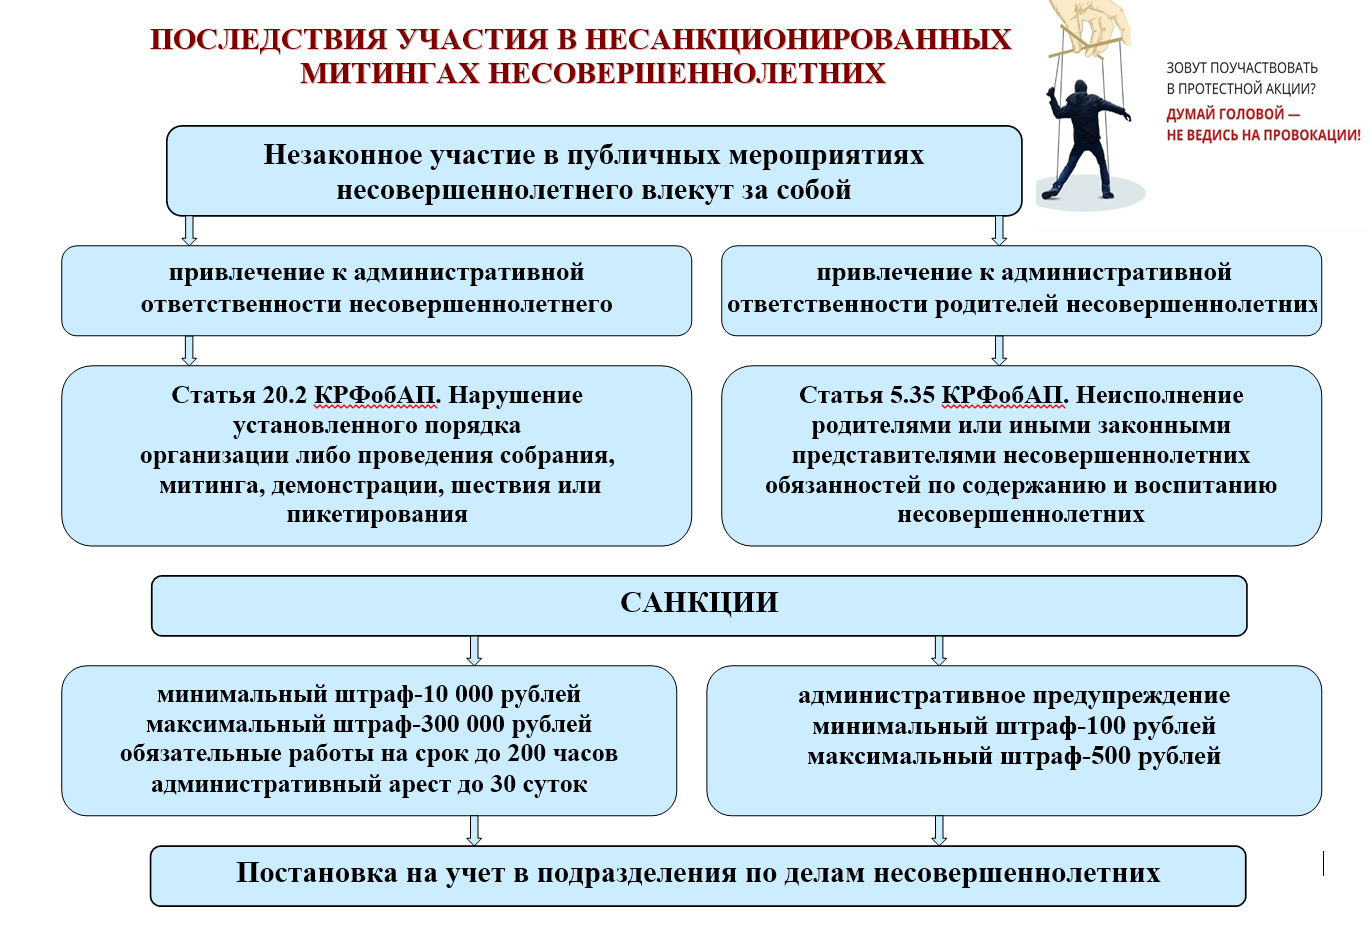 ПОСЛЕДСТВИЯ УЧАСТИЯ В НЕСАНКЦИОНИРОВАННЫХ
МИТИНГАХ НЕСОВЕРШЕННОЛЕТНИХ
ЗОВУТ ПОУЧАСТВОВАТЬ
В ПРОТЕСТНОЙ АКЦИИ?
ДУМАЙ ГОЛОВОЙ —
НЕ ВЕДИСЬ НА ПРОВОКАЦИИ!
Незаконное участие в публичных мероприятиях
несовершеннолетнего влекут за собой
привлечение к административной
ответственности несовершеннолетнего
привлечение к административной
ответственности родителей несовершеннолетних
Статья 20.2 КРФобАП. Нарушение
установленного порядка
организации либо проведения собрания,
митинга, демонстрации, шествия или
пикетирования
Статья 5.35 КРФобАП. Неисполнение
родителями или иными законными
представителями несовершеннолетних
обязанностей по содержанию и воспитанию
несовершеннолетних
САНКЦИИ
минимальный штраф-10 000 рублей
максимальный штраф-300 000 рублей
обязательные работы на срок до 200 часов
административный арест до 30 суток
административное предупреждение
минимальный штраф-100 рублей
максимальный штраф-500 рублей
Постановка на учет в подразделения по делам несовершеннолетних